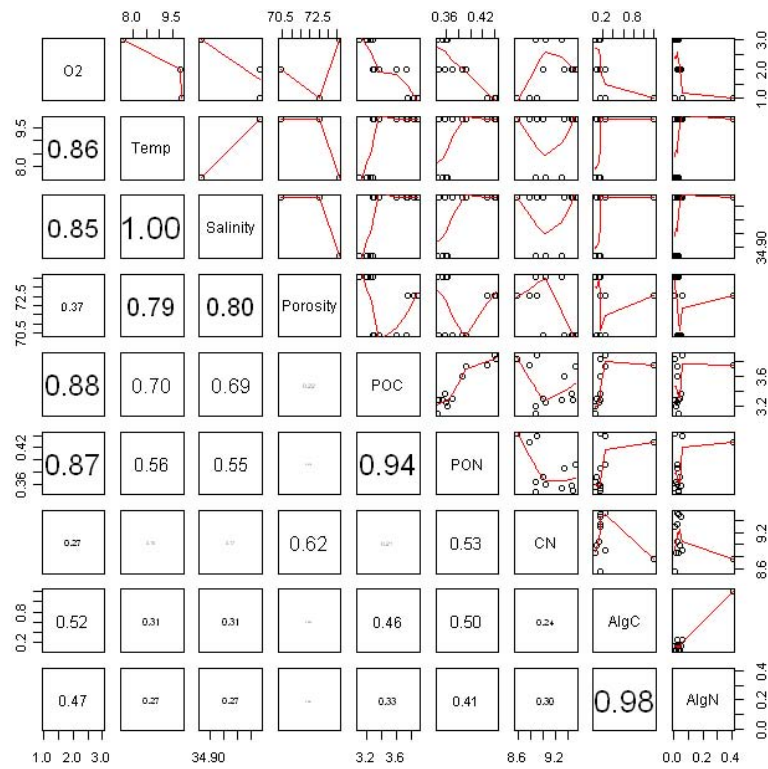 8.0 9.5 70.5 72.5 0.36 0.42 0.2 0.8
O2 1.0 2.0 3.0
8.0 9.5 0.86 Temp
0.85 1.00 Salinity 34.90
70.5 72.5 0.37 0.79 0.80 Porosity
0.88 0.70 0.69 POC 3.2 3.6
0.36 0.42 0.87 0.56 0.55 0.94 PON
0.27 0.62 0.53 CN 8.6 9.2
0.2 0.8 0.52 0.31 0.31 0.46 0.50 0.24 AlgC
0.47 0.27 0.27 0.33 0.41 0.30 0.98 AlgN 0.0 0.2 0.4
1.0 2.0 3.0 34.90 3.2 3.6 8.6 9.2 0.0 0.2 0.4